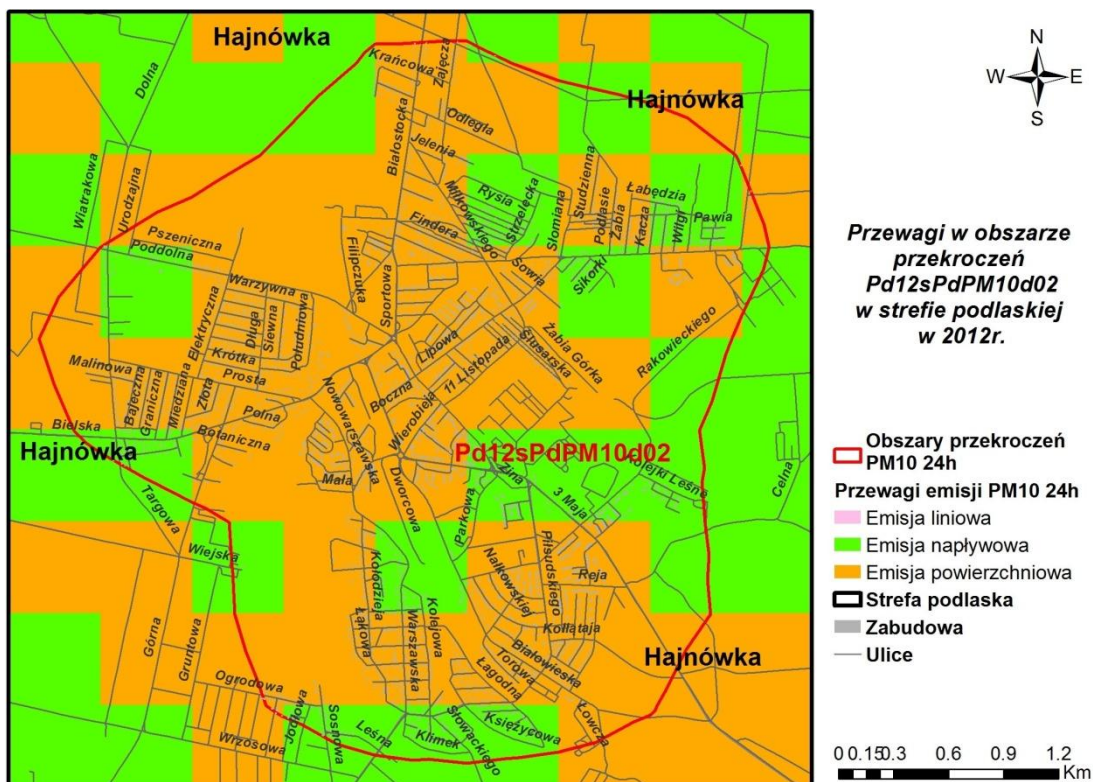 Hajnówka
Krańcowa
Zajęcza
Dolna
Hajnówka
Białostocka
Odległa
Jelenia
Wiatrakowa
Urodzajna
Miłkowskiego
Rysia
Strzelecka
Słomiana
Studzienna
Podlasie
Żabia
Łabędzia
Kacza
Wilgi
Pawia
Pszeniczna
Poddolna
Filipczuka
Findera
Sowia
Sikorki
Warzywna
Sportowa
Elektryczna
Długa
Siewna
Południowa
Lipowa
11 Listopada
Ślusarska
Żabia Górka
Rakowieckiego
Malinowa
Krótka
Prosta
Boczna
Wierobieja
Bajeczna
Graniczna
Miedziana
Złota
Polna
Nowowarszawska
Bielska
Botaniczna
Hajnówka
Pd12sPdPM10d02
Mała
Dworcowa
Zina
3 Maja
Kolejki Leśne
Celna
Targowa
Parkowa
Wiejska
Kołodzieja
Nałkowskiej
Piłsudskiego
Reja
Łąkowa
Warszawska
Kolejowa
Kołłątaja
Górna
Gruntowa
Białowieska
Hajnówka
Torowa
Łagodna
Ogrodowa
Wrzosowa
Jodłowa
Sosnowa
Leśna
Klimek
Słowackiego
Księżycowa
Łowcza
N
W E
S
Przewagi w obszarze
przekroczeń
Pd12sPdPM10d02
w strefie podlaskiej
w 2012r.
Obszary przekroczeń
PM10 24h
Przewagi emisji PM10 24h
Emisja liniowa
Emisja napływowa
Emisja powierzchniowa
Strefa podlaska
Zabudowa
Ulice
0 0.15 0.3 0.6 0.9 1.2
Km